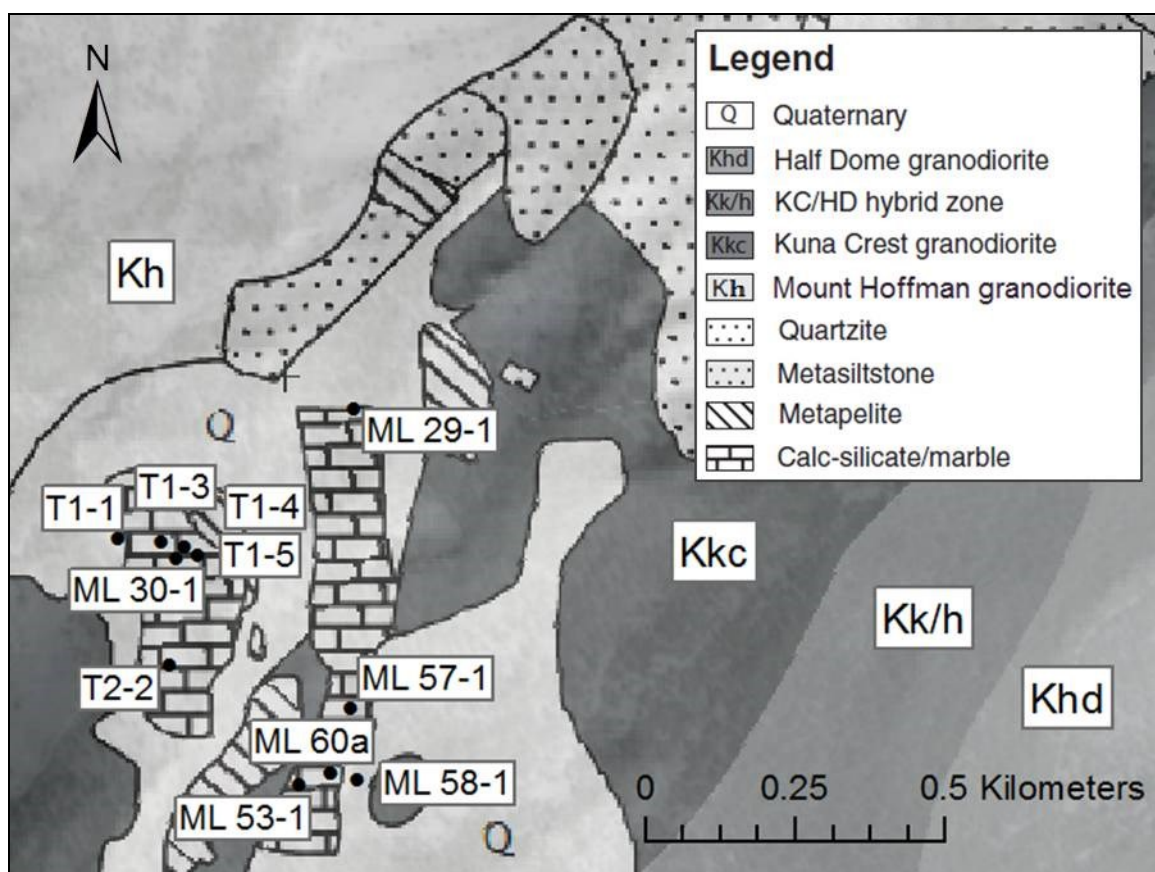 N
Legend
Q Quaternary
Khd Half Dome granodiorite
Kk/h KC/HD hybrid zone
Kkc Kuna Crest granodiorite
Kh Mount Hoffman granodiorite
Quartzite
Metasiltstone
Metapelite
Calc-silicate/marble
Kh
Q
ML 29-1
T1-3
T1-1
T1-4
T1-5
ML 30-1
Kkc
Kk/h
T2-2
ML 57-1
Khd
ML 60a
ML 58-1
ML 53-1
0 0.25 0.5 Kilometers
Q